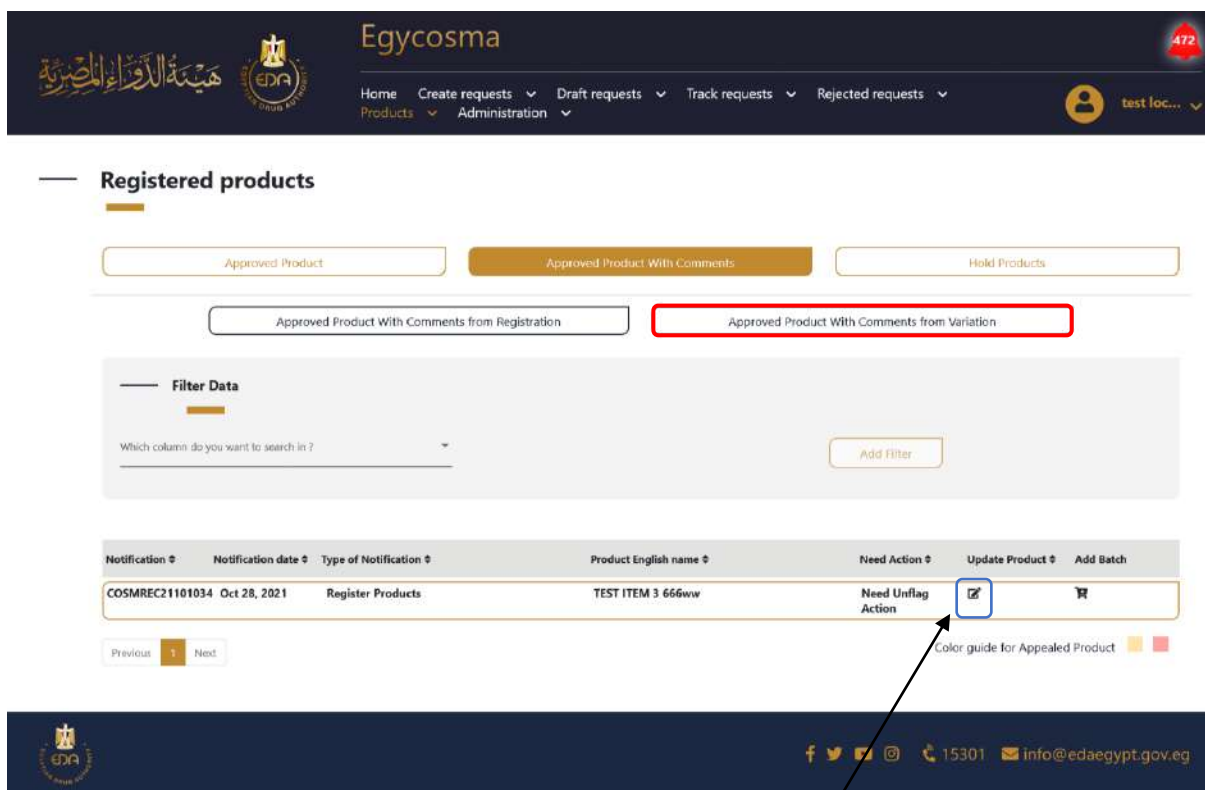 Egycosma
472
هيئة الدواء المصرية
EDA
Home Create requests Draft requests Track requests Rejected requests
Products Administration
test loc...
Registered products
Approved Product Approved Product With Comments Hold Products
Approved Product With Comments from Registration Approved Product With Comments from Variation
Filter Data
Which column do you want to search in ?
Add Filter
Notification Notification date Type of Notification Product English name Need Action Update Product Add Batch
COSMREC21101034 Oct 28, 2021 Register Products TEST ITEM 3 666ww Need Unflag
Action
Previous 1 Next
Color guide for Appealed Product
EDA
15301 info@edaegypt.gov.eg